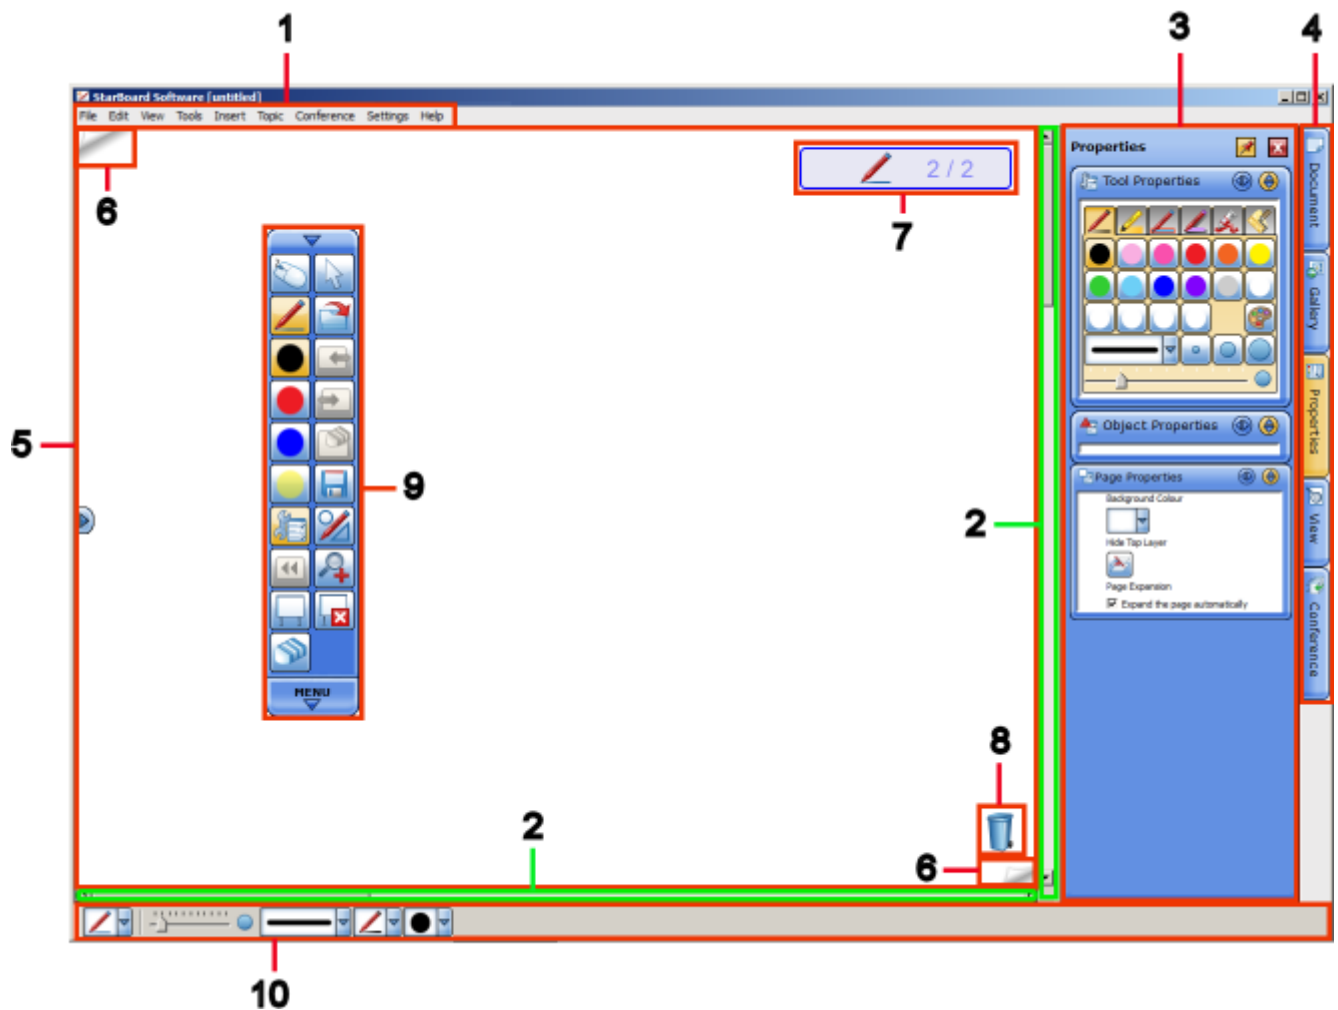 1
3
4
StarBoard Software [untitled]
File Edit View Tools Insert Topic Conference Settings Help
6
2 / 2
7
Properties
Tool Properties
Document
Gallery
Properties
View
Conference
5
9
2
Object Properties
Page Properties
Background Colour
Hide Top Layer
Page Expansion
Expand the page automatically
MENU
8
2
6
10